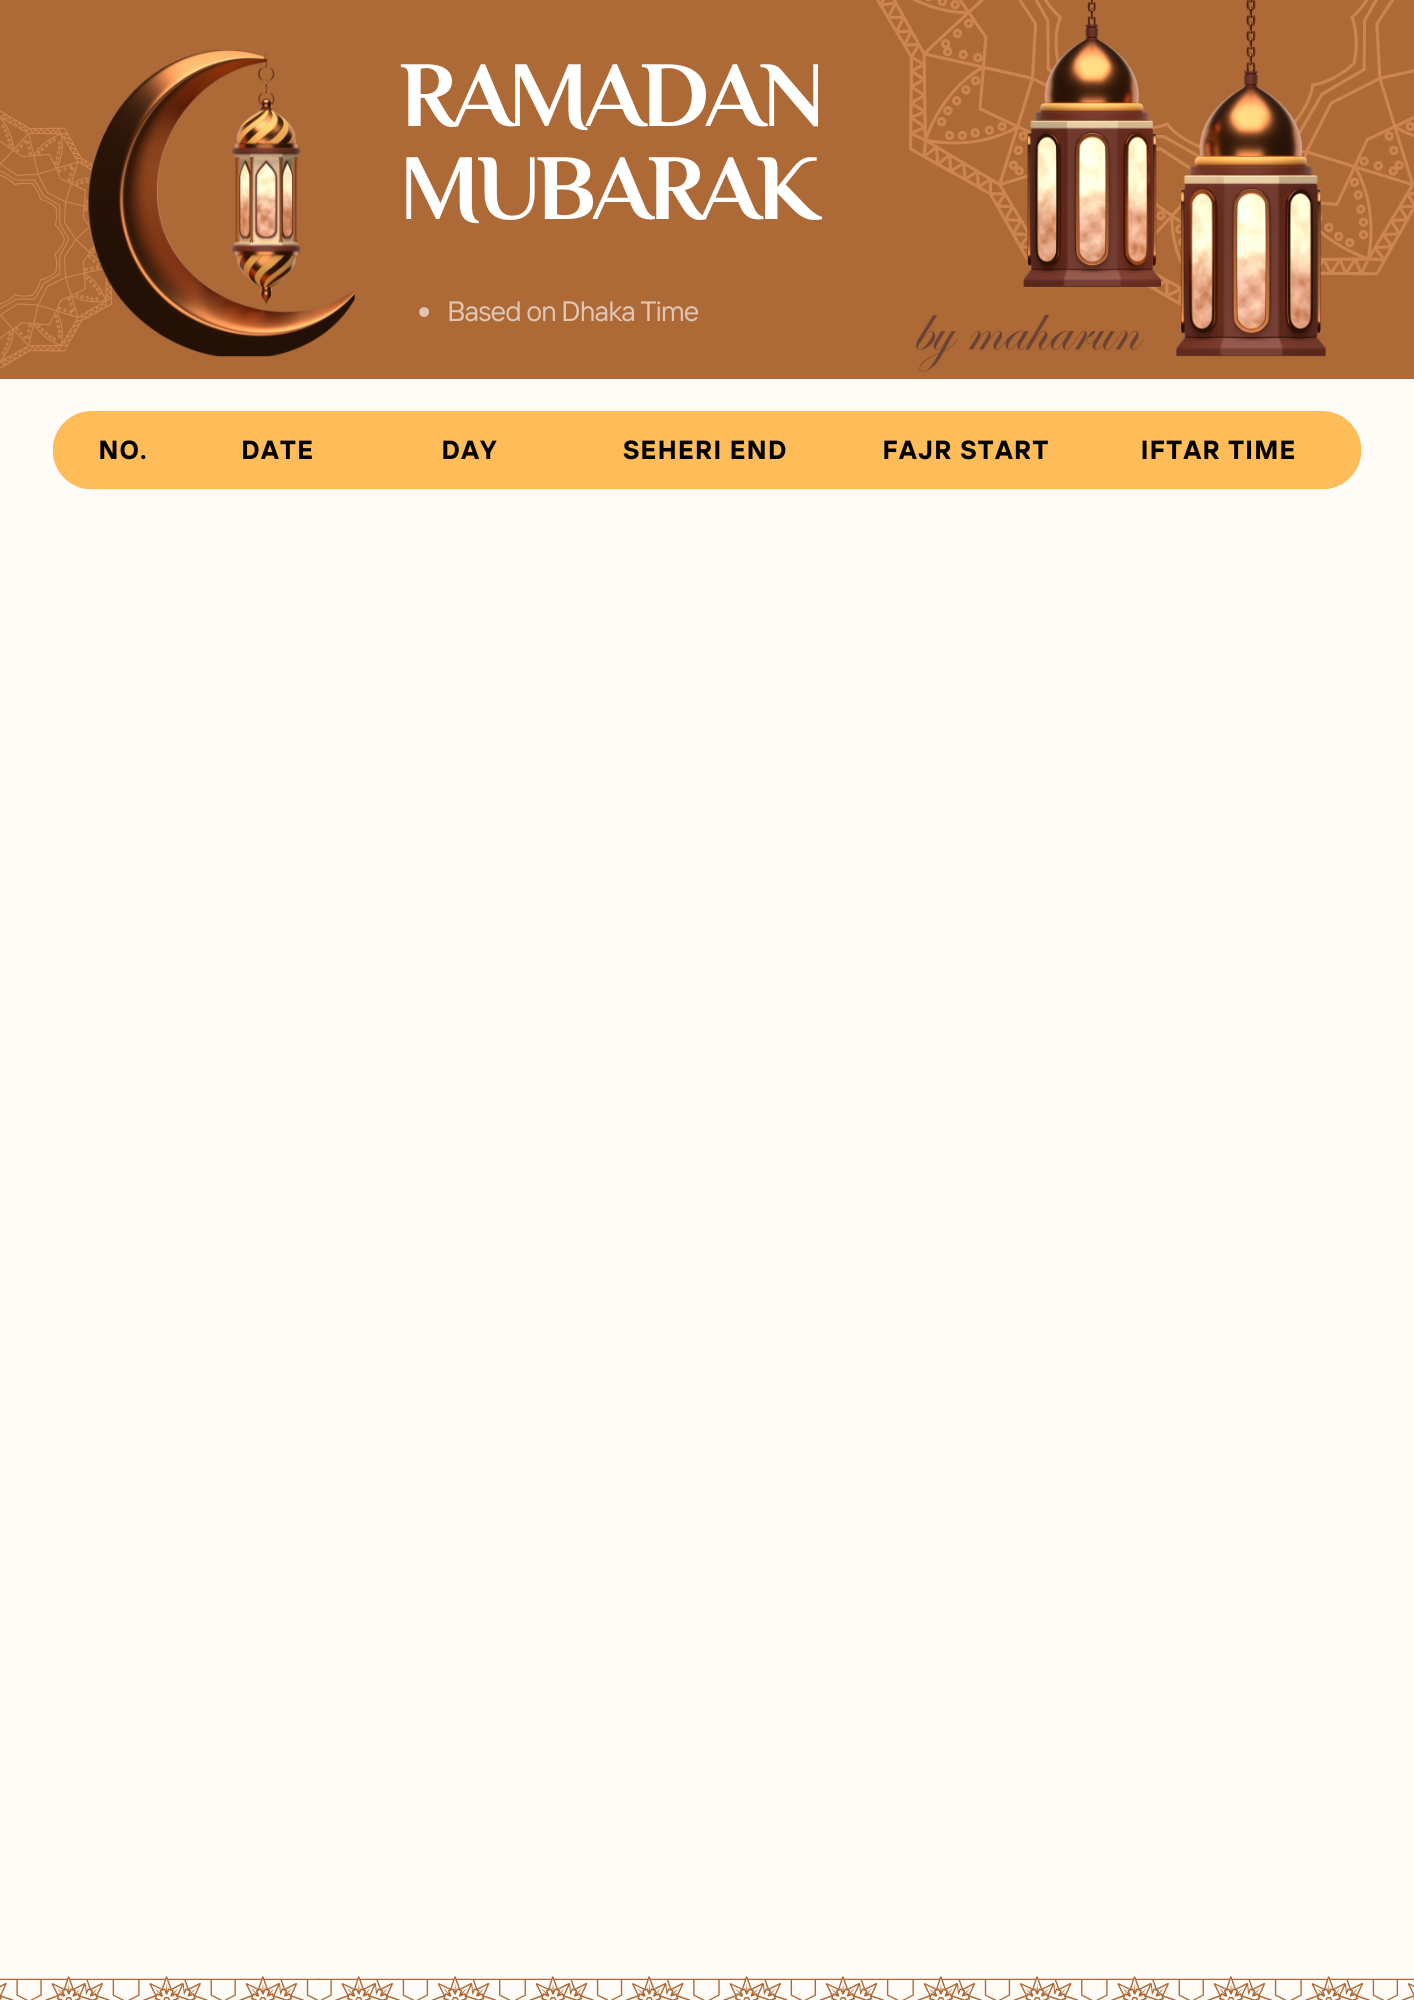 RAMADAN
MUBARAK
• Based on Dhaka Time
by maharun
NO. DATE DAY SEHERI END FAJR START IFTAR TIME